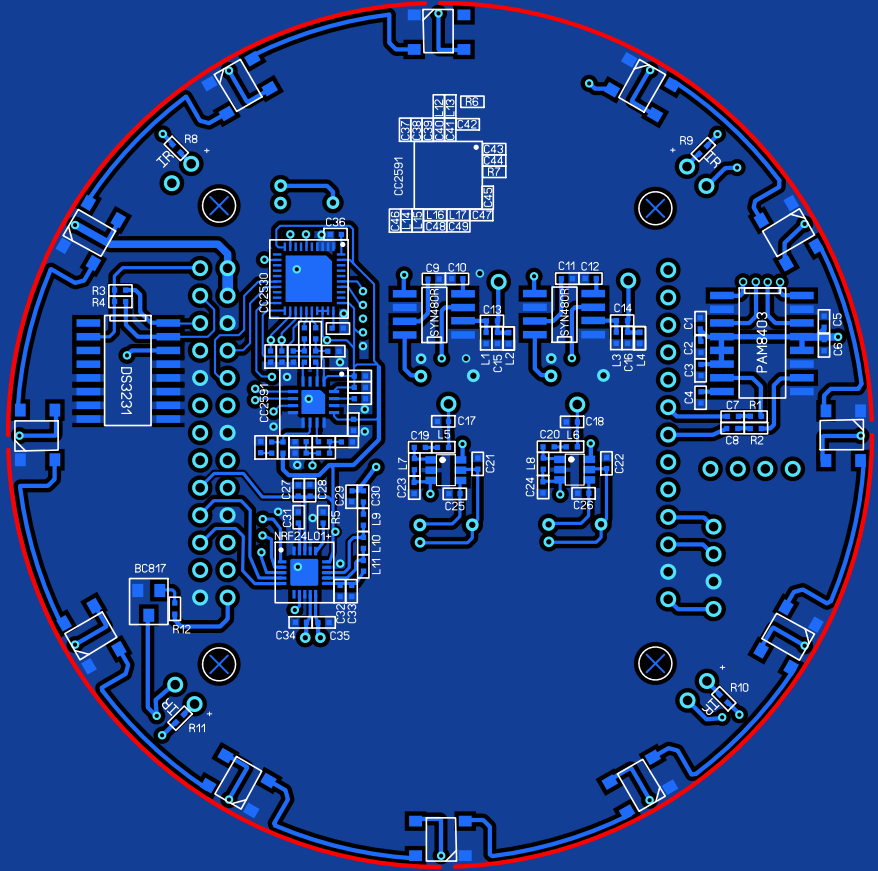 L12
L13
R6
C37
C38
C39
C40
C41
C42
R8
+
IR
R9
+
IR
CC2591
C43
C44
R7
C45
C46
L14
L15
L16
L17
C47
C48
C49
C36
CC2530
C9
C10
C11
C12
SYN480R
SYN480R
C13
C14
L1
C15
L2
L3
C16
L4
R3
R4
DS3231
C1
C2
C3
C4
PAM8403
C5
C6
C7
R1
C8
R2
CC2591
C17
C18
C19
L5
C20
L6
L7
C21
L8
C22
C23
C25
C24
C26
C27
C28
C29
C30
C31
R5
L9
L10
L11
NRF24L01+
BC817
R12
C32
C33
C34
C35
IR
+
R11
+
IR
R10